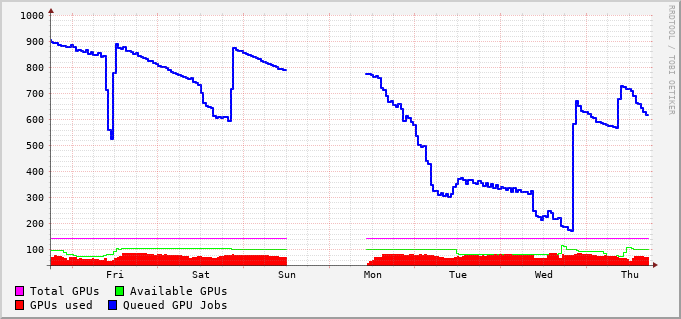 1000
900
800
700
600
500
400
300
200
100
Fri Sat Sun Mon Tue Wed Thu
Total GPUs Available GPUs
GPUs used Queued GPU Jobs
RRDTOOL / TOBI OETIKER